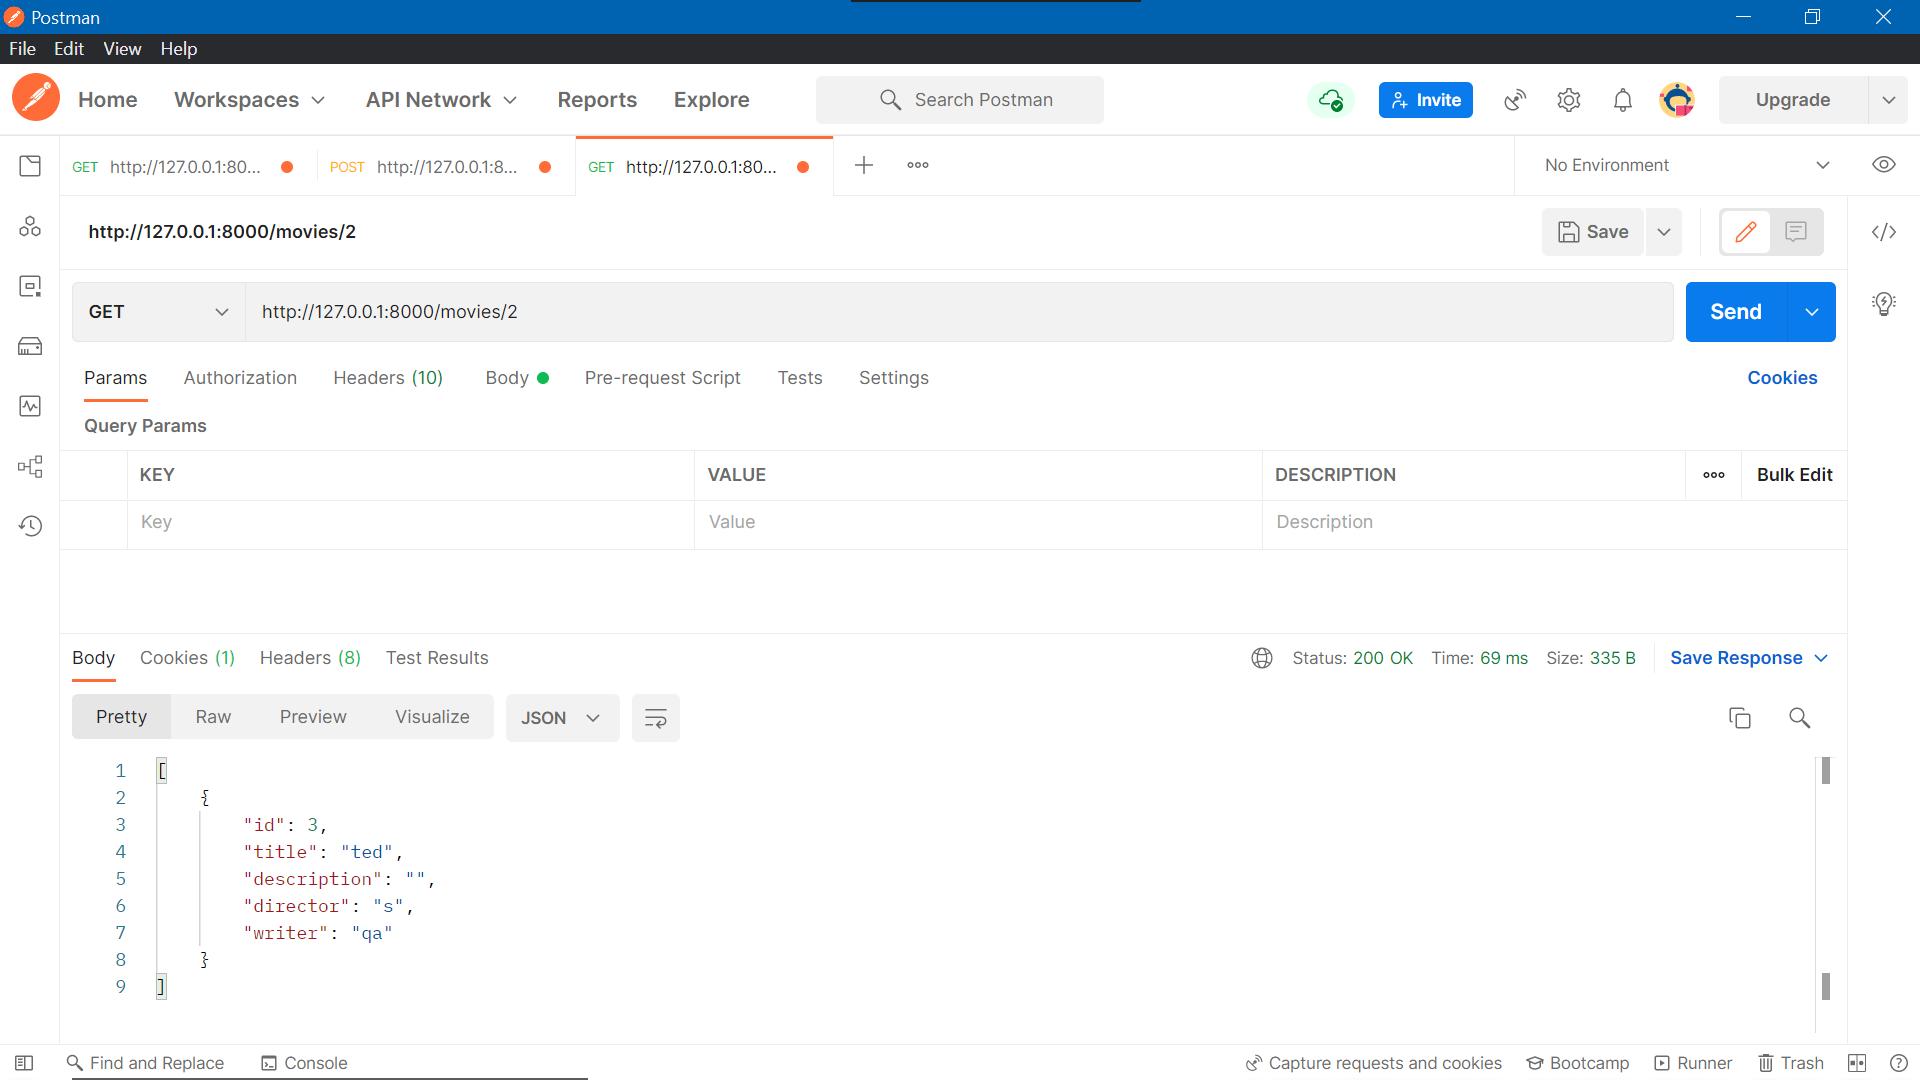 Postman
File Edit View Help
Home Workspaces API Network Reports Explore Search Postman Invite Upgrade
GET http://127.0.0.1:80... POST http://127.0.0.1:8... GET http://127.0.0.1:80... No Environment
http://127.0.0.1:8000/movies/2 Save
GET http://127.0.0.1:8000/movies/2 Send
Params Authorization Headers (10) Body Pre-request Script Tests Settings Cookies
Query Params
KEY VALUE DESCRIPTION Bulk Edit
Key Value Description
Body Cookies (1) Headers (8) Test Results Status: 200 OK Time: 69 ms Size: 335 B Save Response
Pretty Raw Preview Visualize JSON
1 [
2 {
3 "id": 3,
4 "title": "ted",
5 "description": "",
6 "director": "s",
7 "writer": "qa"
8 }
9 ]
Find and Replace Console Capture requests and cookies Bootcamp Runner Trash